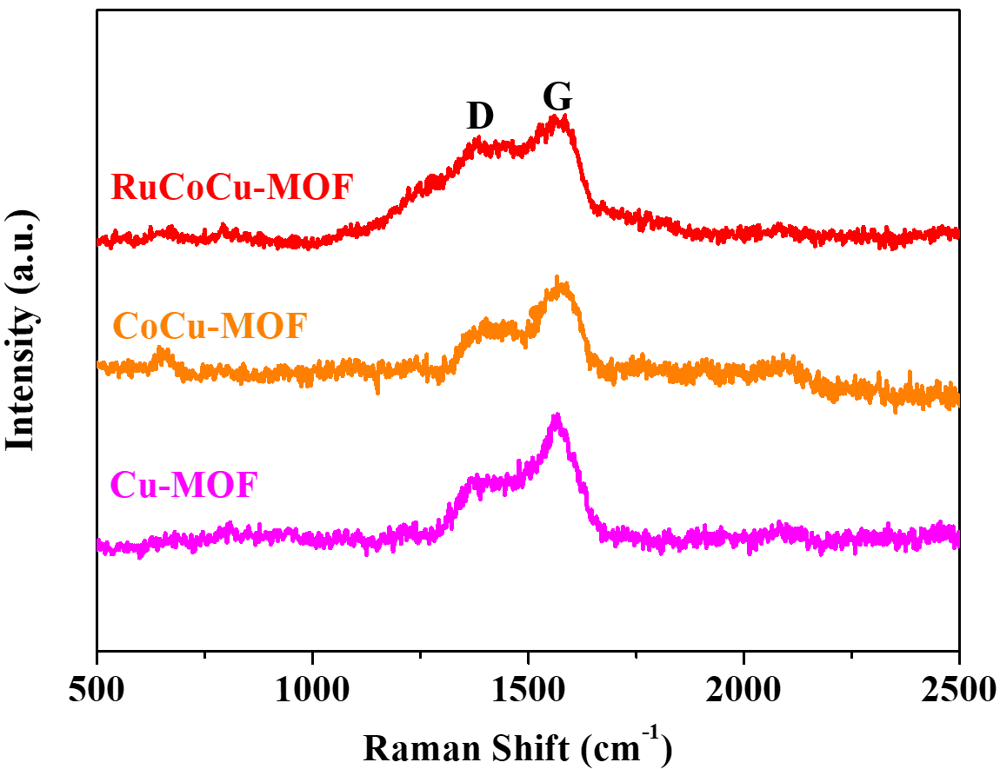 G
D
RuCoCu-MOF
CoCu-MOF
Cu-MOF
Intensity (a.u.)
500 1000 1500 2000 2500
Raman Shift (cm⁻¹)